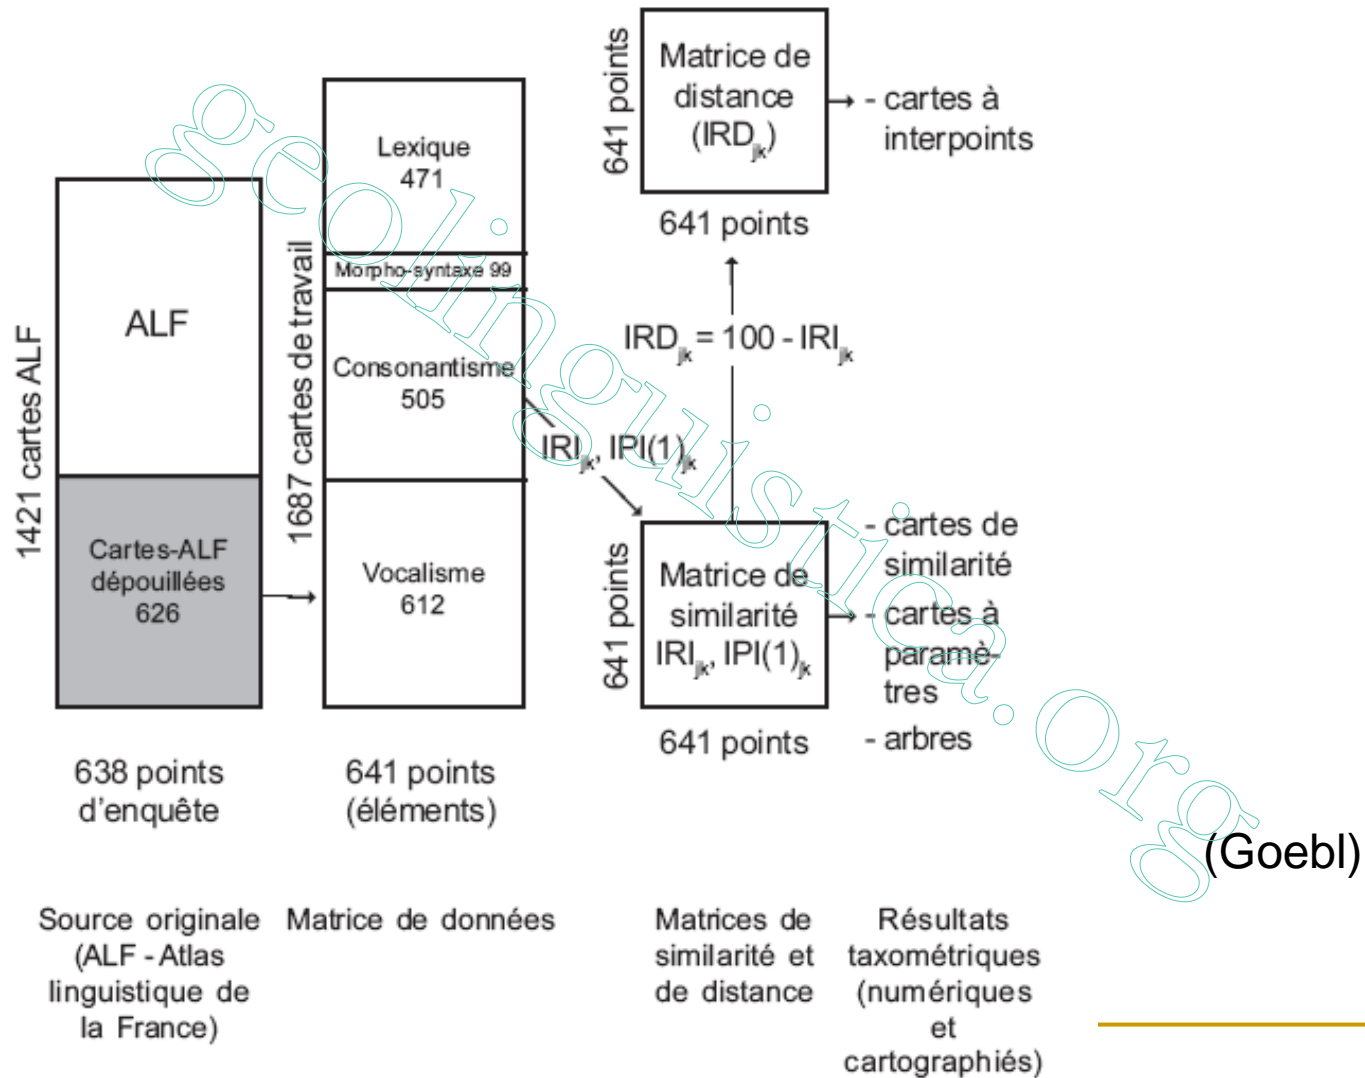 1421 cartes ALF
ALF
Cartes-ALF
dépouillées
626
638 points
d'enquête
Source originale
(ALF - Atlas
linguistique de
la France)
1687 cartes de travail
Lexique
471
Morpho-syntaxe 99
Consonantisme
505
Vocalisme
612
641 points
(éléments)
Matrice de données
IRIjk, IPI(1)jk
641 points
Matrice de
distance
(IRDjk)
641 points
- cartes à
interpoints
IRDjk = 100 - IRIjk
641 points
Matrice de
similarité
IRIjk, IPI(1)jk
641 points
Matrices de
similarité et
de distance
- cartes de
similarité
- cartes à
paramè-
tres
- arbres
Résultats
taxométriques
(numériques
et
cartographiés)
(Goebl)
geolinguistica.org